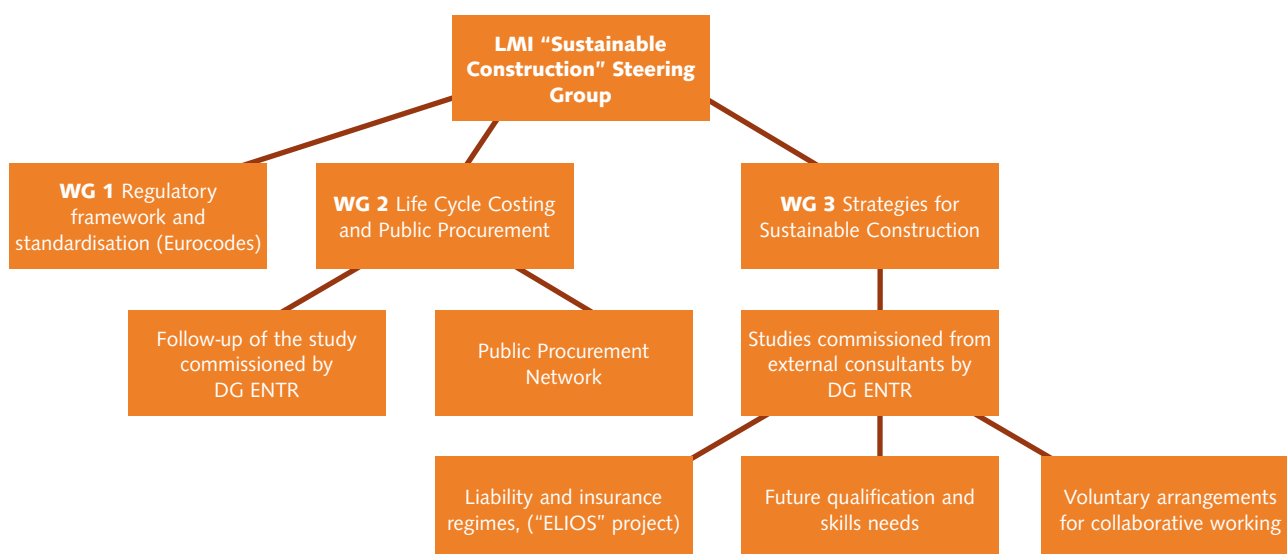 LMI “Sustainable
Construction” Steering
Group
WG 1 Regulatory
framework and
standardisation (Eurocodes)
WG 2 Life Cycle Costing
and Public Procurement
WG 3 Strategies for
Sustainable Construction
Follow-up of the study
commissioned by
DG ENTR
Public Procurement
Network
Studies commissioned from
external consultants by
DG ENTR
Liability and insurance
regimes, (“ELIOS” project)
Future qualification and
skills needs
Voluntary arrangements
for collaborative working